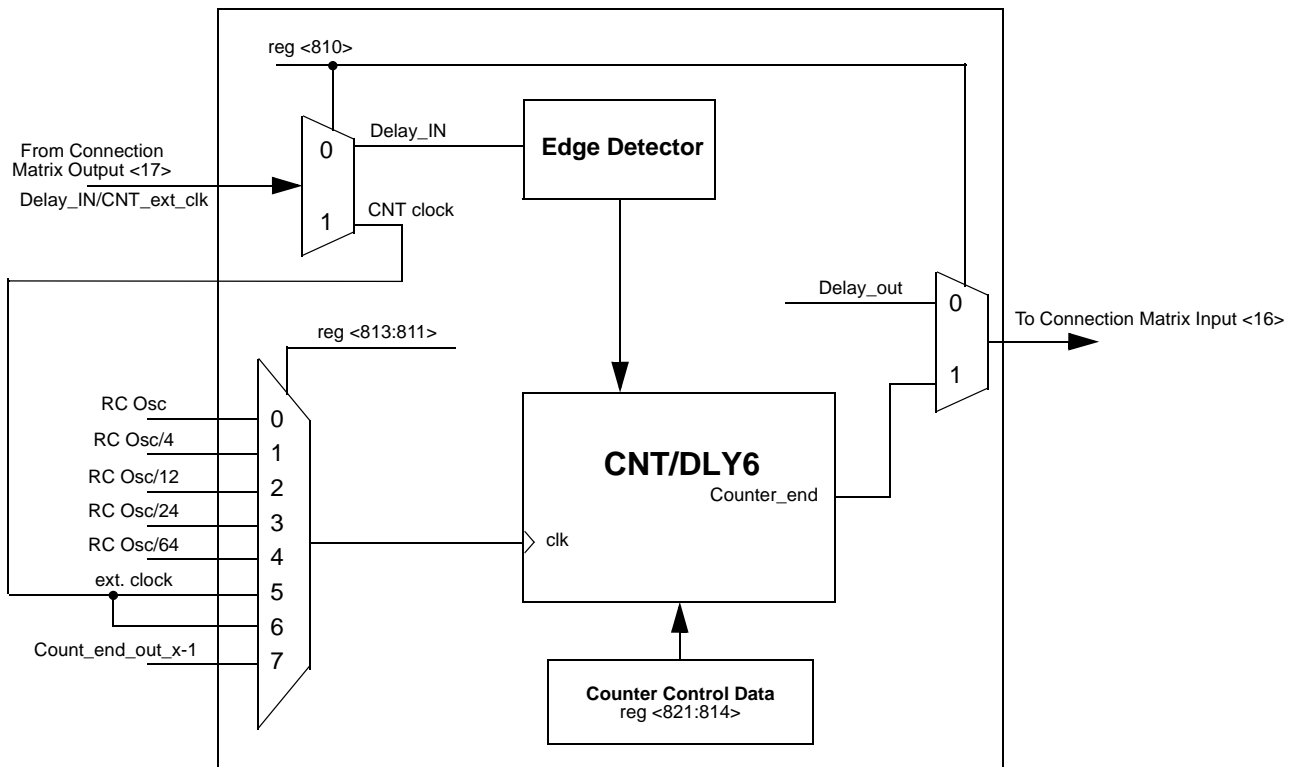 reg <810>
Delay_IN
Edge Detector
0
From Connection
Matrix Output <17>
Delay_IN/CNT_ext_clk
CNT clock
1
Delay_out
0
To Connection Matrix Input <16>
reg <813:811>
1
RC Osc
0
RC Osc/4
1
RC Osc/12
2
RC Osc/24
3
RC Osc/64
4
ext. clock
5
6
Count_end_out_x-1
7
CNT/DLY6
Counter_end
clk
Counter Control Data
reg <821:814>